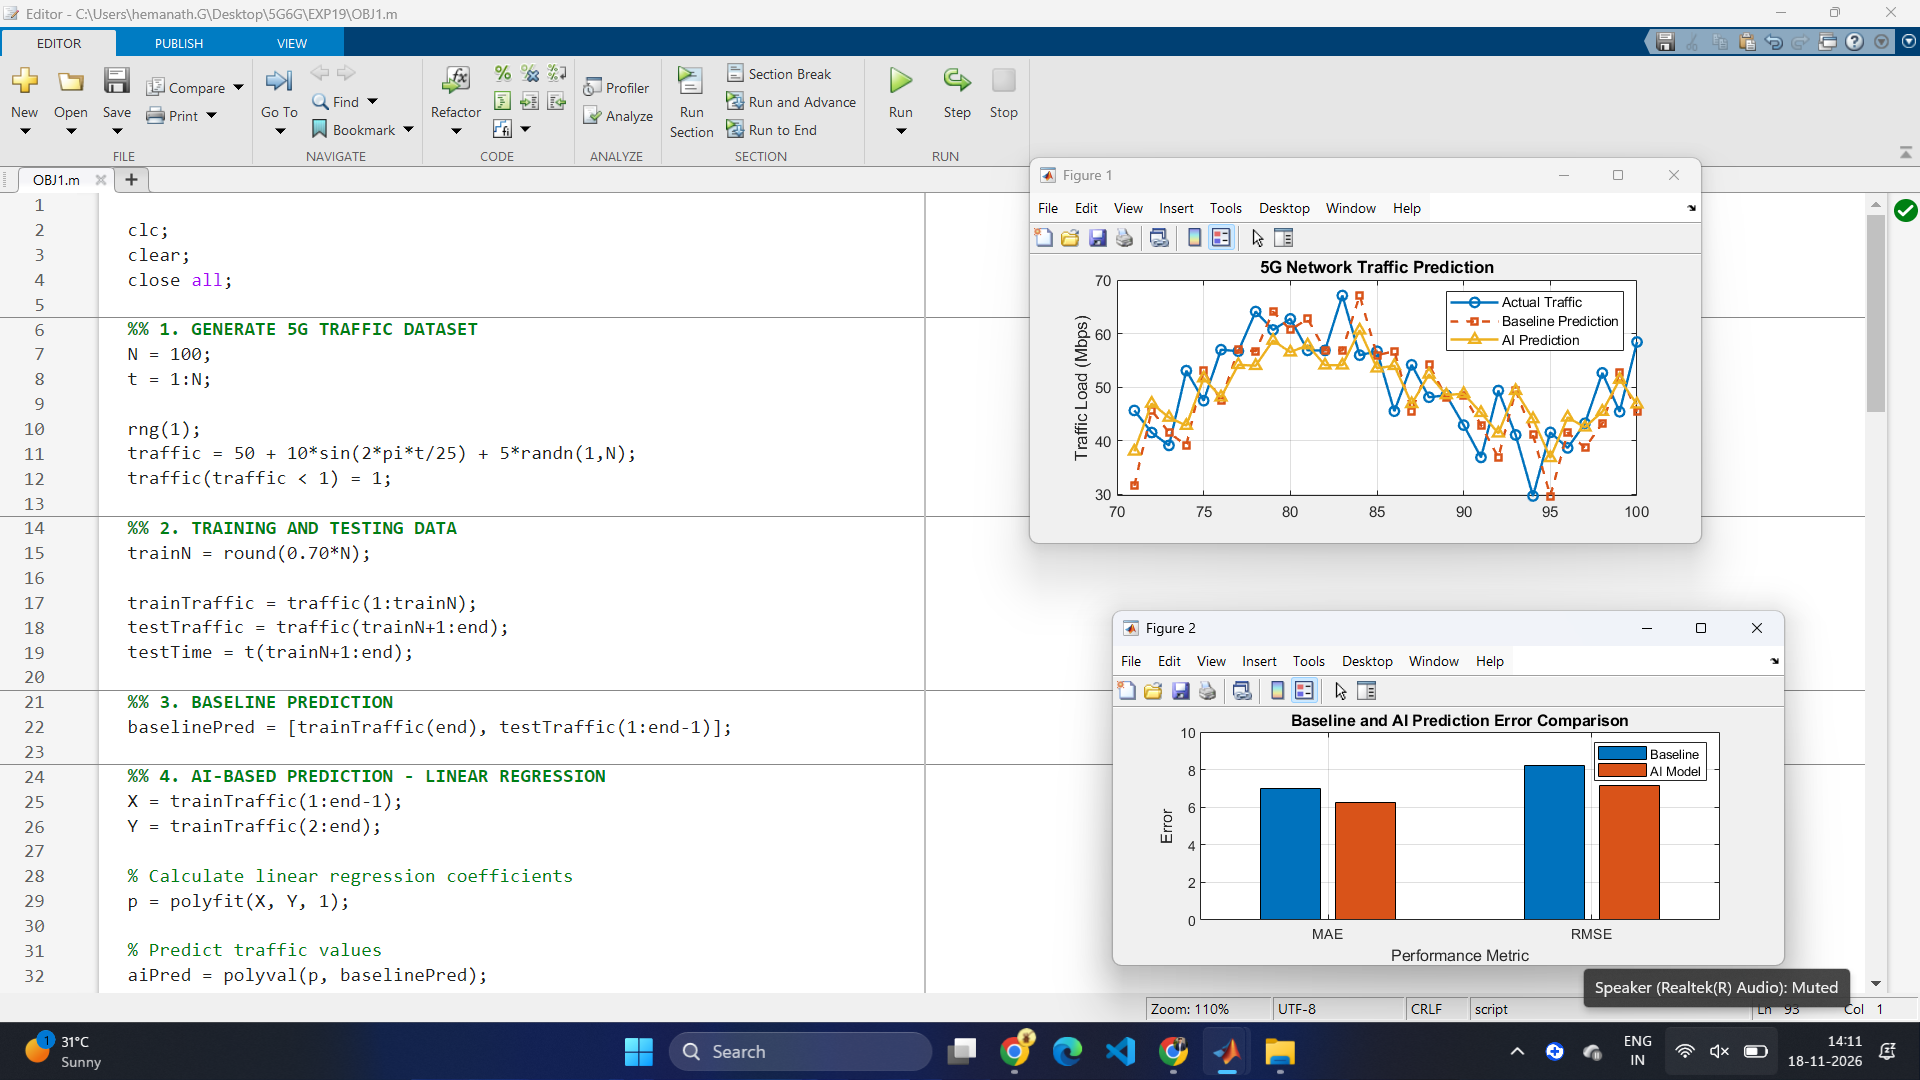 Editor - C:\Users\hemanath.G\Desktop\5G6G\EXP19\OBJ1.m
EDITOR PUBLISH VIEW
New Open Save Compare Print
FILE
Go To Find Bookmark
NAVIGATE
Refactor
CODE
Profiler
Analyze
ANALYZE
Run Section
Section Break
Run and Advance
Run to End
SECTION
Run Step Stop
RUN
OBJ1.m
1
2 clc;
3 clear;
4 close all;
5
6 %% 1. GENERATE 5G TRAFFIC DATASET
7 N = 100;
8 t = 1:N;
9
10 rng(1);
11 traffic = 50 + 10*sin(2*pi*t/25) + 5*randn(1,N);
12 traffic(traffic < 1) = 1;
13
14 %% 2. TRAINING AND TESTING DATA
15 trainN = round(0.70*N);
16
17 trainTraffic = traffic(1:trainN);
18 testTraffic = traffic(trainN+1:end);
19 testTime = t(trainN+1:end);
20
21 %% 3. BASELINE PREDICTION
22 baselinePred = [trainTraffic(end), testTraffic(1:end-1)];
23
24 %% 4. AI-BASED PREDICTION - LINEAR REGRESSION
25 X = trainTraffic(1:end-1);
26 Y = trainTraffic(2:end);
27
28 % Calculate linear regression coefficients
29 p = polyfit(X, Y, 1);
30
31 % Predict traffic values
32 aiPred = polyval(p, baselinePred);
Figure 1
File Edit View Insert Tools Desktop Window Help
5G Network Traffic Prediction
Traffic Load (Mbps)
70
60
50
40
30
70 75 80 85 90 95 100
Actual Traffic
Baseline Prediction
AI Prediction
Figure 2
File Edit View Insert Tools Desktop Window Help
Baseline and AI Prediction Error Comparison
Error
10
8
6
4
2
0
Baseline
AI Model
MAE RMSE
Performance Metric
Speaker (Realtek(R) Audio): Muted
Zoom: 110% UTF-8 CRLF script Ln 93 Col 1
1
31°C
Sunny
Search
ENG
IN
14:11
18-11-2026